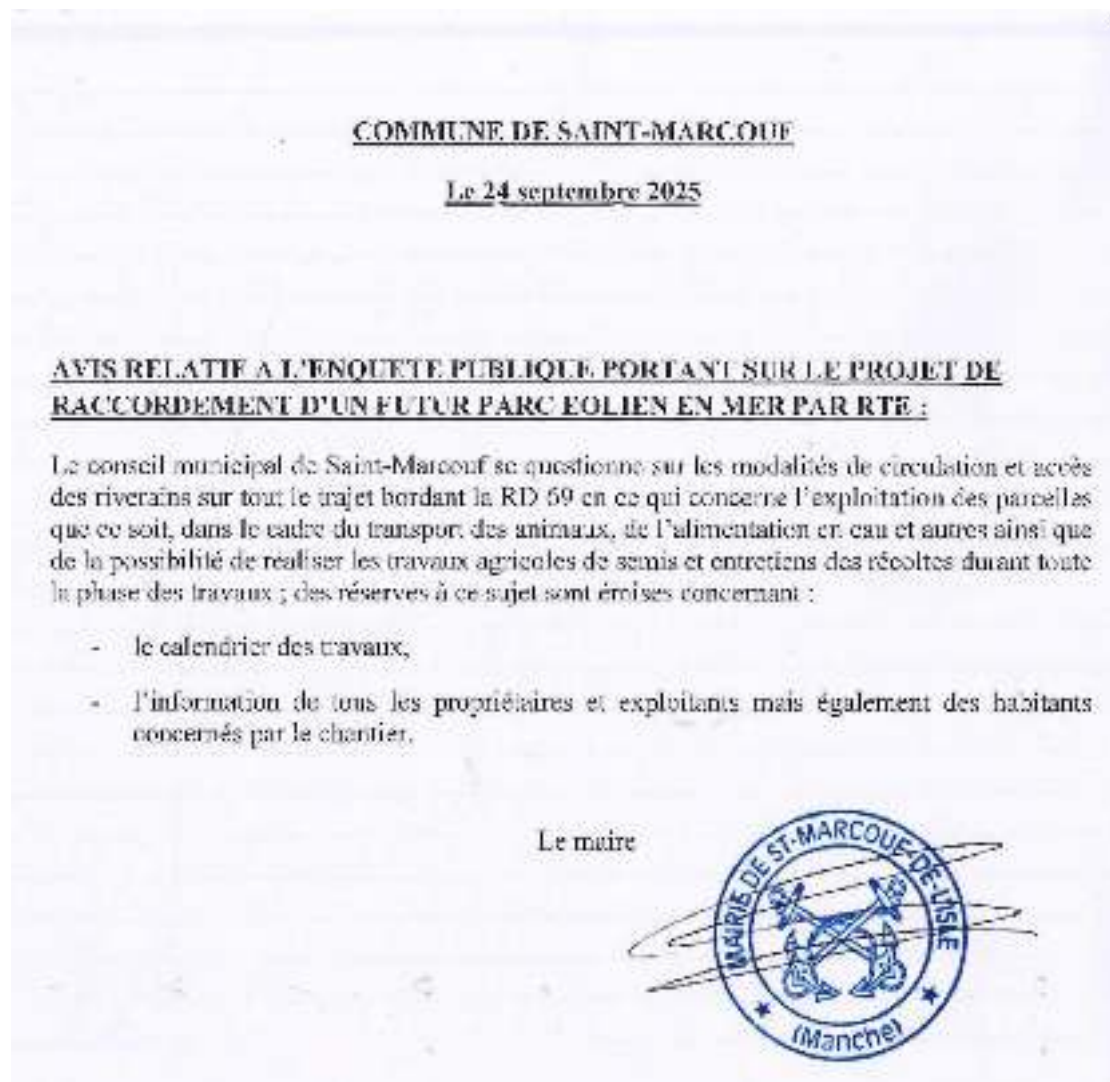 COMMUNE DE SAINT-MARCOUF
Le 24 septembre 2025
AVIS RELATIF A L'ENQUETE PUBLIQUE PORTANT SUR LE PROJET DE
RACCORDEMENT D'UN FUTUR PARC EOLIEN EN MER PAR RTE :
Le conseil municipal de Saint-Marcouf se questionne sur les modalités de circulation et accès
des riverains sur tout le trajet bordant la RD 69 en ce qui concerne l'exploitation des parcelles
que ce soit, dans le cadre du transport des animaux, de l'alimentation en eau et autres ainsi que
de la possibilité de réaliser les travaux agricoles de semis et entretiens des récoltes durant toute
la phase des travaux ; des réserves à ce sujet sont émises concernant :
- le calendrier des travaux,
- l'information de tous les propriétaires et exploitants mais également des habitants
concernés par le chantier.
Le maire
MAIRIE DE ST-MARCOUF-DE-L'ISLE
(Manche)